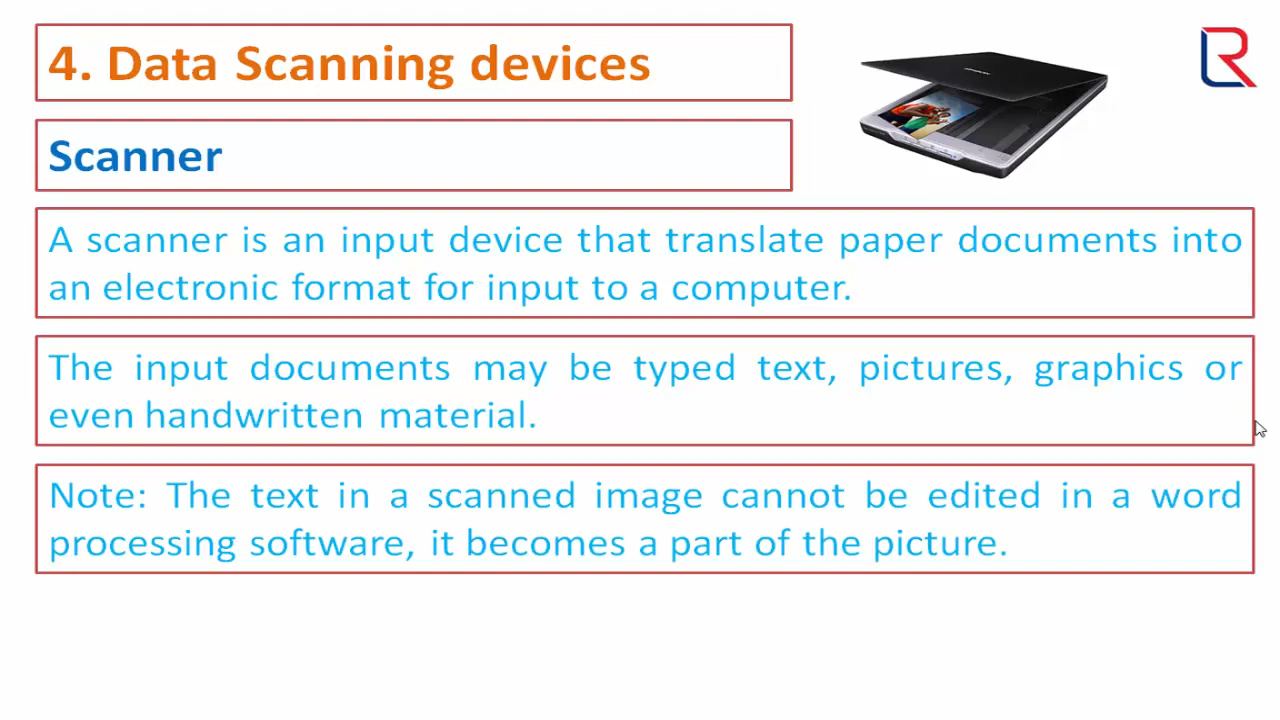 4. Data Scanning devices
Scanner
A scanner is an input device that translate paper documents into
an electronic format for input to a computer.
The input documents may be typed text, pictures, graphics or
even handwritten material.
Note: The text in a scanned image cannot be edited in a word
processing software, it becomes a part of the picture.